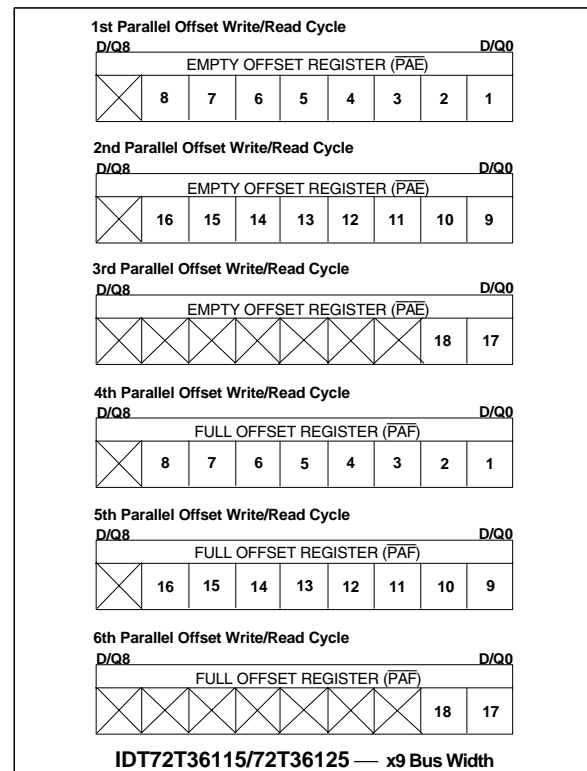 1st Parallel Offset Write/Read Cycle
D/Q8 D/Q0
EMPTY OFFSET REGISTER (PAE)
8 7 6 5 4 3 2 1
2nd Parallel Offset Write/Read Cycle
D/Q8 D/Q0
EMPTY OFFSET REGISTER (PAE)
16 15 14 13 12 11 10 9
3rd Parallel Offset Write/Read Cycle
D/Q8 D/Q0
EMPTY OFFSET REGISTER (PAE)
18 17
4th Parallel Offset Write/Read Cycle
D/Q8 D/Q0
FULL OFFSET REGISTER (PAF)
8 7 6 5 4 3 2 1
5th Parallel Offset Write/Read Cycle
D/Q8 D/Q0
FULL OFFSET REGISTER (PAF)
16 15 14 13 12 11 10 9
6th Parallel Offset Write/Read Cycle
D/Q8 D/Q0
FULL OFFSET REGISTER (PAF)
18 17
IDT72T36115/72T36125 — x9 Bus Width